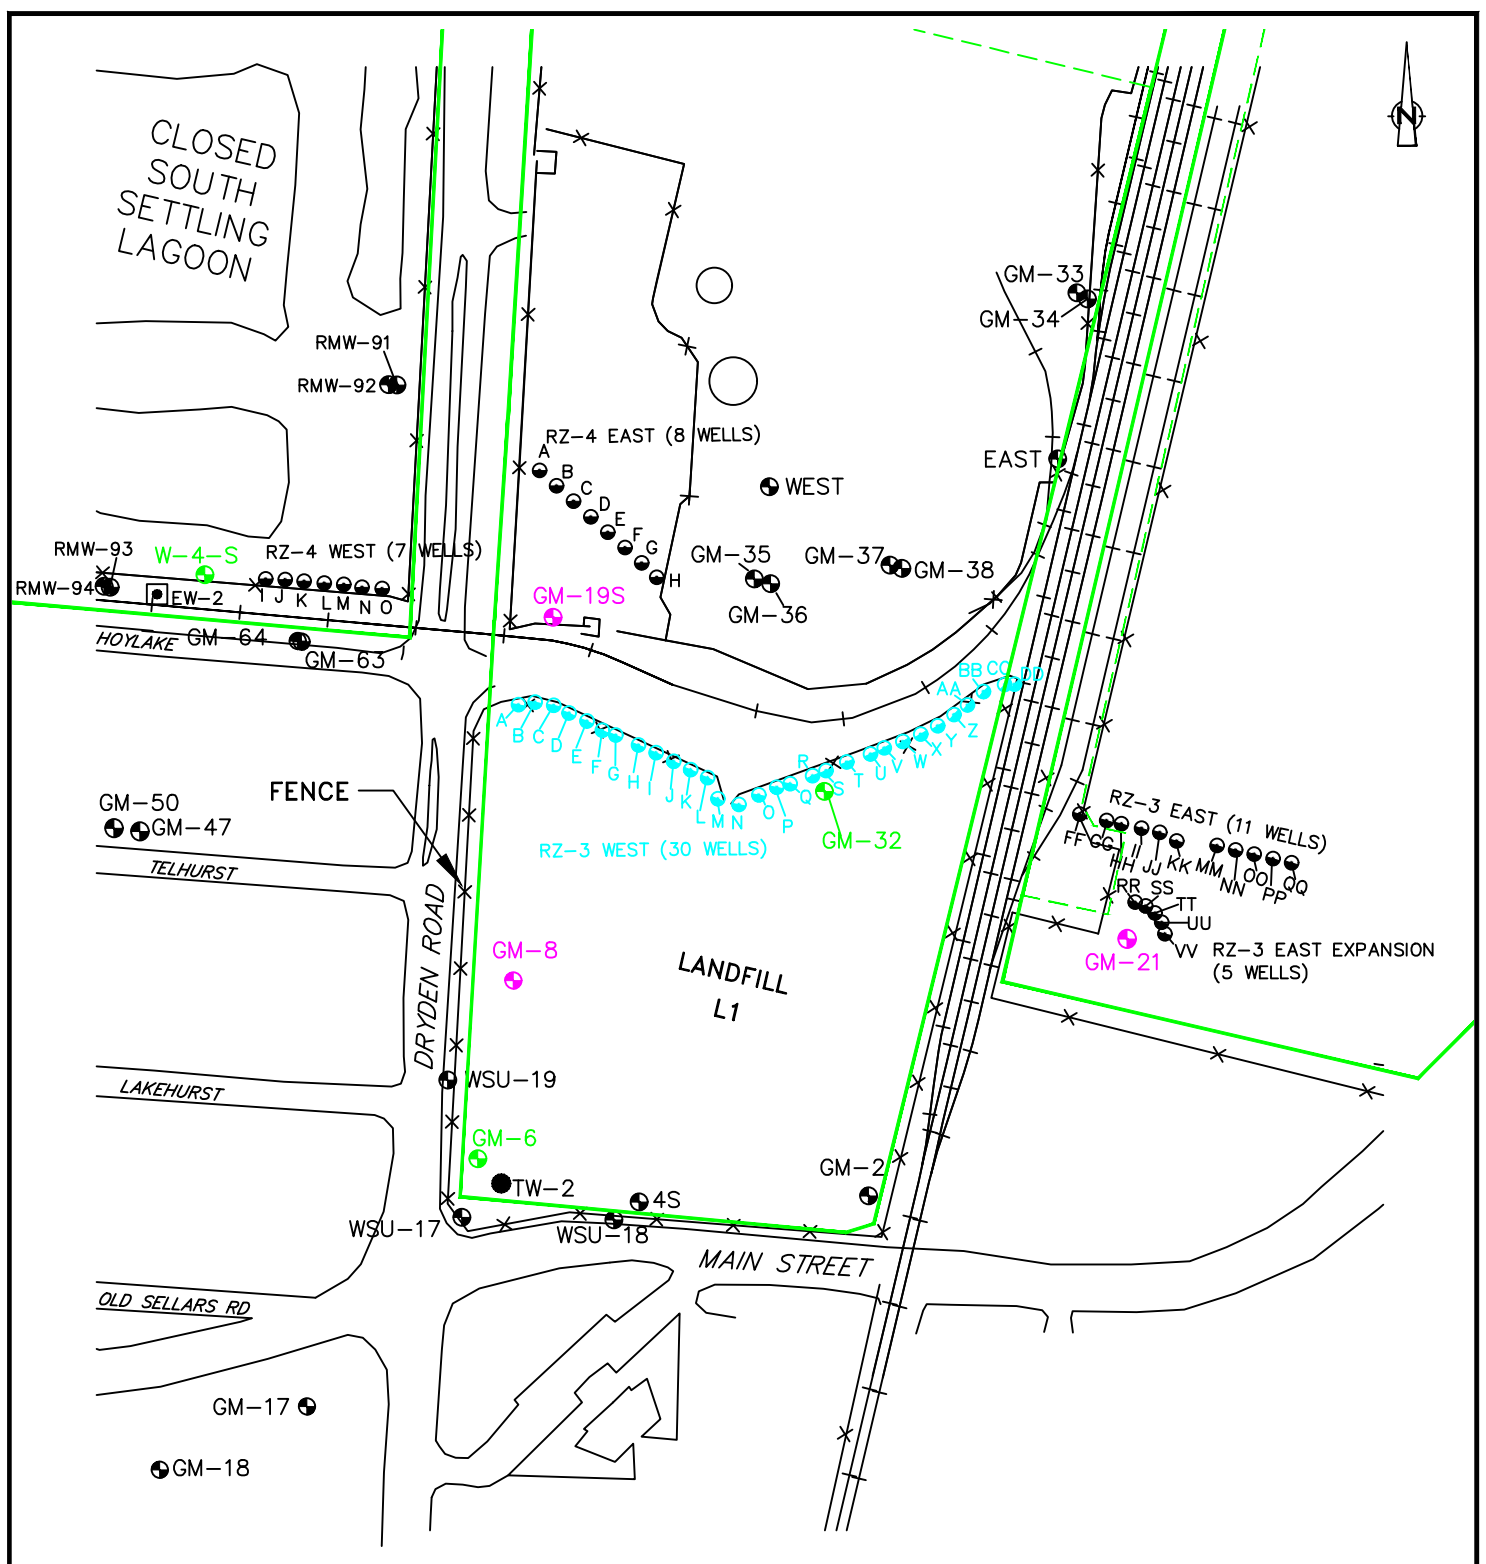 N
CLOSED
SOUTH
SETTLING
LAGOON
GM-33
GM-34
RMW-91
RMW-92
RZ-4 EAST (8 WELLS)
A
B
C
D
E
F
G
H
EAST
WEST
RMW-93
W-4-S
RZ-4 WEST (7 WELLS)
RMW-94
EW-2
I J K L M N O
GM-35
GM-36
GM-37
GM-38
GM-19S
HOYLAKE
GM-64
GM-63
A B C D E F G H I J K L M N O P Q R S T U V W X Y Z AA BB CC DD
FENCE
GM-50
GM-47
RZ-3 WEST (30 WELLS)
GM-32
RZ-3 EAST (11 WELLS)
FF GG HH II JJ KK MM NN OO PP QQ
TELHURST
RR SS
TT
UU
VV
RZ-3 EAST EXPANSION
(5 WELLS)
GM-21
DRYDEN ROAD
GM-8
LANDFILL
L1
LAKEHURST
WSU-19
GM-6
TW-2
4S
GM-2
WSU-17
WSU-18
MAIN STREET
OLD SELLARS RD
GM-17
GM-18